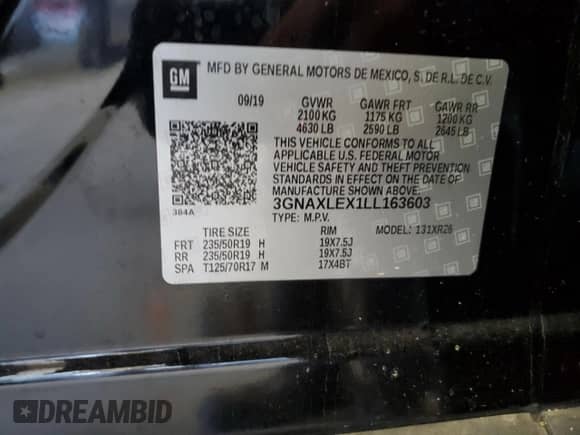 GM
MFD BY GENERAL MOTORS DE MEXICO, S. DE R.L. DE C.V.
09/19 GVWR GAWR FRT GAWR RR
2100 KG 1175 KG 1200 KG
4630 LB 2590 LB 2645 LB
THIS VEHICLE CONFORMS TO ALL
APPLICABLE U.S. FEDERAL MOTOR
VEHICLE SAFETY AND THEFT PREVENTION
STANDARDS IN EFFECT ON THE DATE OF
MANUFACTURE SHOWN ABOVE.
3GNAXLEX1LL163603
384A TYPE: M.P.V. MODEL: 131XR26
TIRE SIZE RIM
FRT 235/50R19 H 19X7.5J
RR 235/50R19 H 19X7.5J
SPA T125/70R17 M 17X4BT
DREAMBID